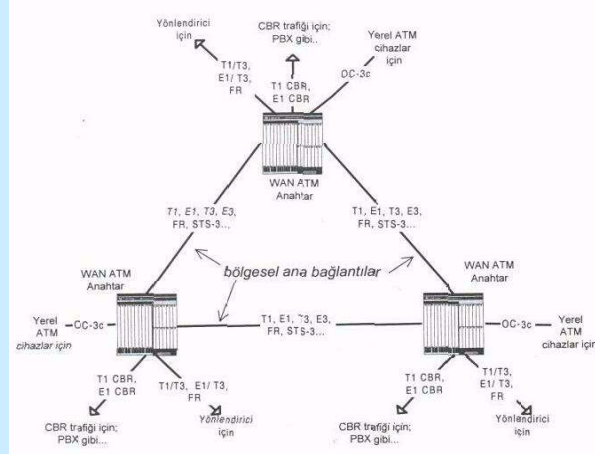 Yönlendirici
için
CBR trafiği için;
PBX gibi..
Yerel ATM
cihazlar
için
T1/T3,
E1/ T3,
FR
T1 CBR,
E1 CBR
OC-3c
WAN ATM
Anahtar
T1, E1, T3, E3,
FR, STS-3...
T1, E1, T3, E3,
FR, STS-3...
bölgesel ana bağlantılar
WAN ATM
Anahtar
WAN ATM
Anahtar
Yerel
ATM
cihazlar için
OC-3c
T1, E1, T3, E3,
FR, STS-3...
OC-3c
Yerel
ATM
cihazlar için
T1 CBR,
E1 CBR
T1/T3, E1/ T3,
FR
T1 CBR,
E1 CBR
T1/T3,
E1/ T3,
FR
CBR trafiği için;
PBX gibi...
Yönlendirici
için
CBR trafiği için;
PBX gibi...
Yönlendirici
için